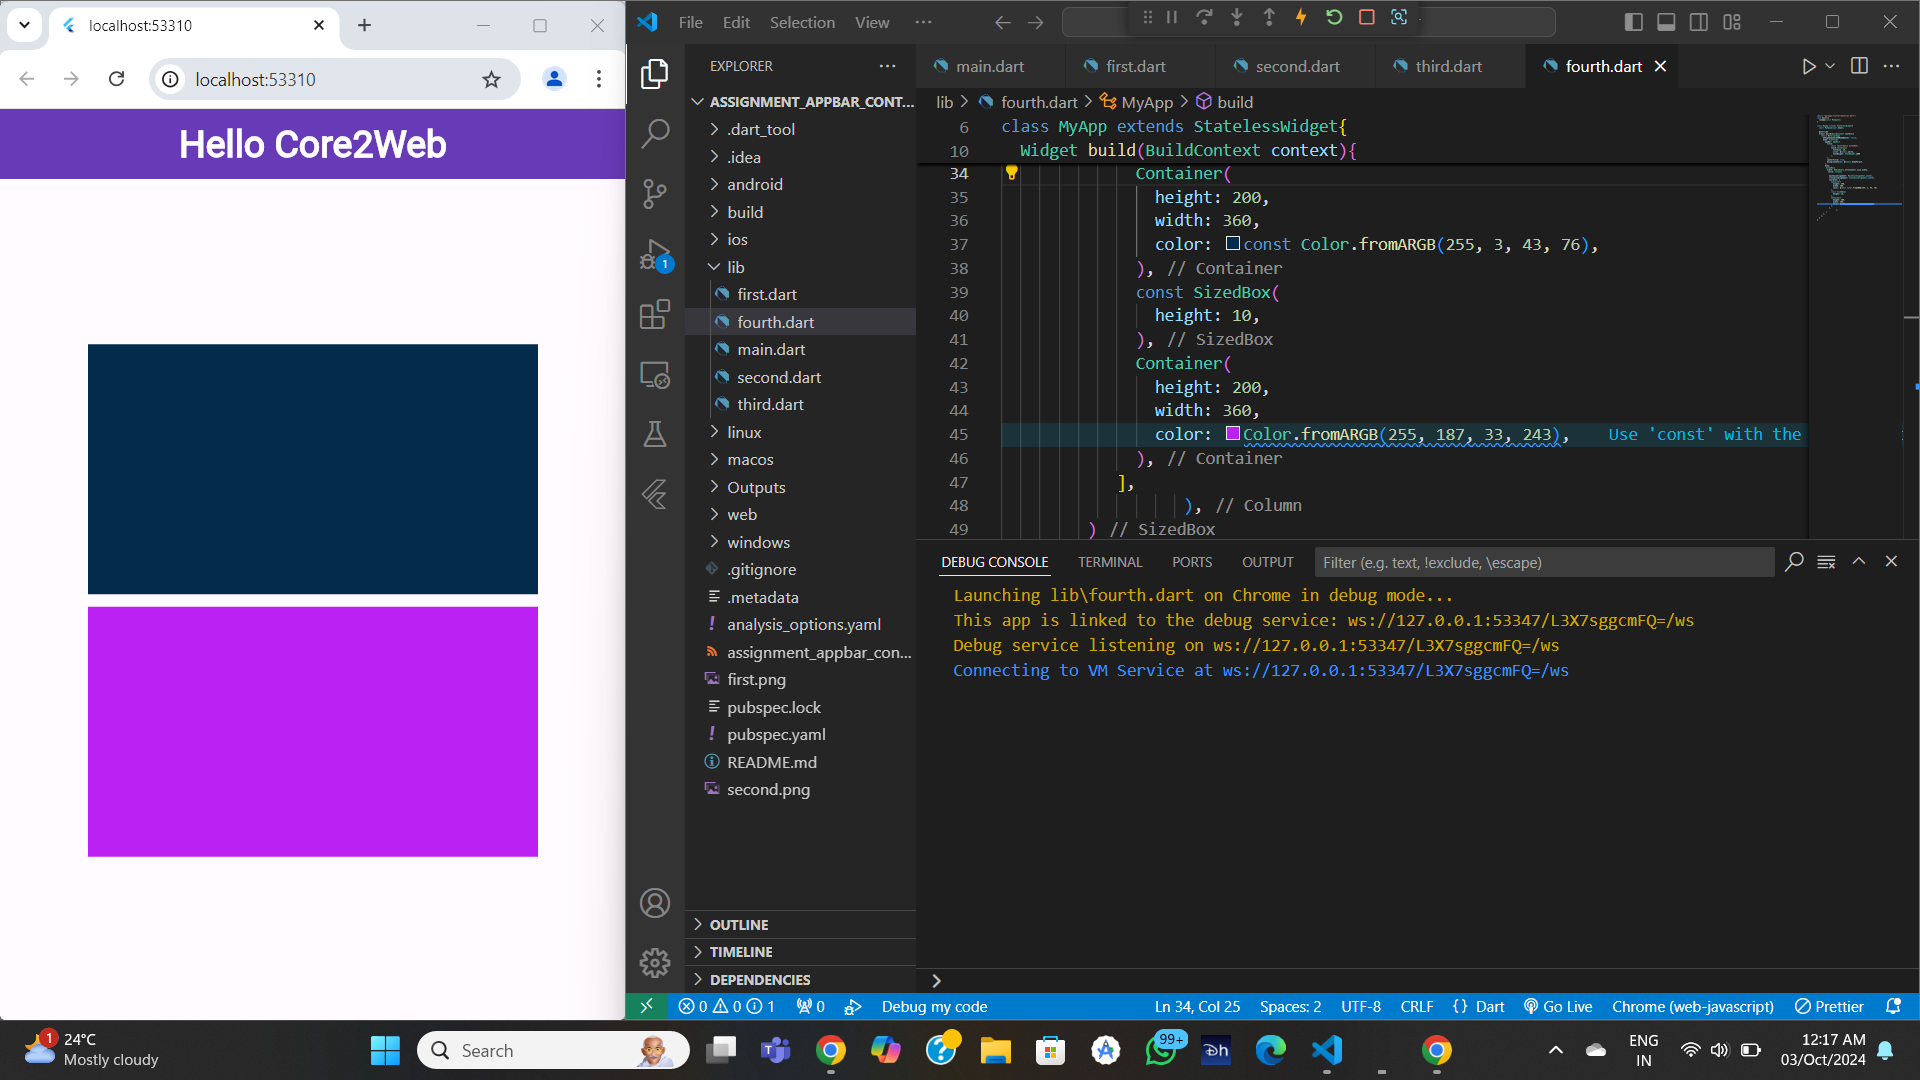 localhost:53310
localhost:53310
Hello Core2Web
File Edit Selection View
EXPLORER
ASSIGNMENT_APPBAR_CONT...
.dart_tool
.idea
android
build
ios
lib
first.dart
fourth.dart
main.dart
second.dart
third.dart
linux
macos
Outputs
web
windows
.gitignore
.metadata
analysis_options.yaml
assignment_appbar_con...
first.png
pubspec.lock
pubspec.yaml
README.md
second.png
OUTLINE
TIMELINE
DEPENDENCIES
main.dart first.dart second.dart third.dart fourth.dart
lib > fourth.dart > MyApp > build
6 class MyApp extends StatelessWidget{
10 Widget build(BuildContext context){
34 Container(
35 height: 200,
36 width: 360,
37 color: const Color.fromARGB(255, 3, 43, 76),
38 ), // Container
39 const SizedBox(
40 height: 10,
41 ), // SizedBox
42 Container(
43 height: 200,
44 width: 360,
45 color: Color.fromARGB(255, 187, 33, 243), Use 'const' with the
46 ), // Container
47 ],
48 ), // Column
49 ) // SizedBox
DEBUG CONSOLE TERMINAL PORTS OUTPUT Filter (e.g. text, !exclude, \escape)
Launching lib\fourth.dart on Chrome in debug mode...
This app is linked to the debug service: ws://127.0.0.1:53347/L3X7sggcmFQ=/ws
Debug service listening on ws://127.0.0.1:53347/L3X7sggcmFQ=/ws
Connecting to VM Service at ws://127.0.0.1:53347/L3X7sggcmFQ=/ws
1
0 0 1 0 Debug my code Ln 34, Col 25 Spaces: 2 UTF-8 CRLF {} Dart Go Live Chrome (web-javascript) Prettier
1
24°C
Mostly cloudy
Search
99+
Dh
ENG
IN
12:17 AM
03/Oct/2024